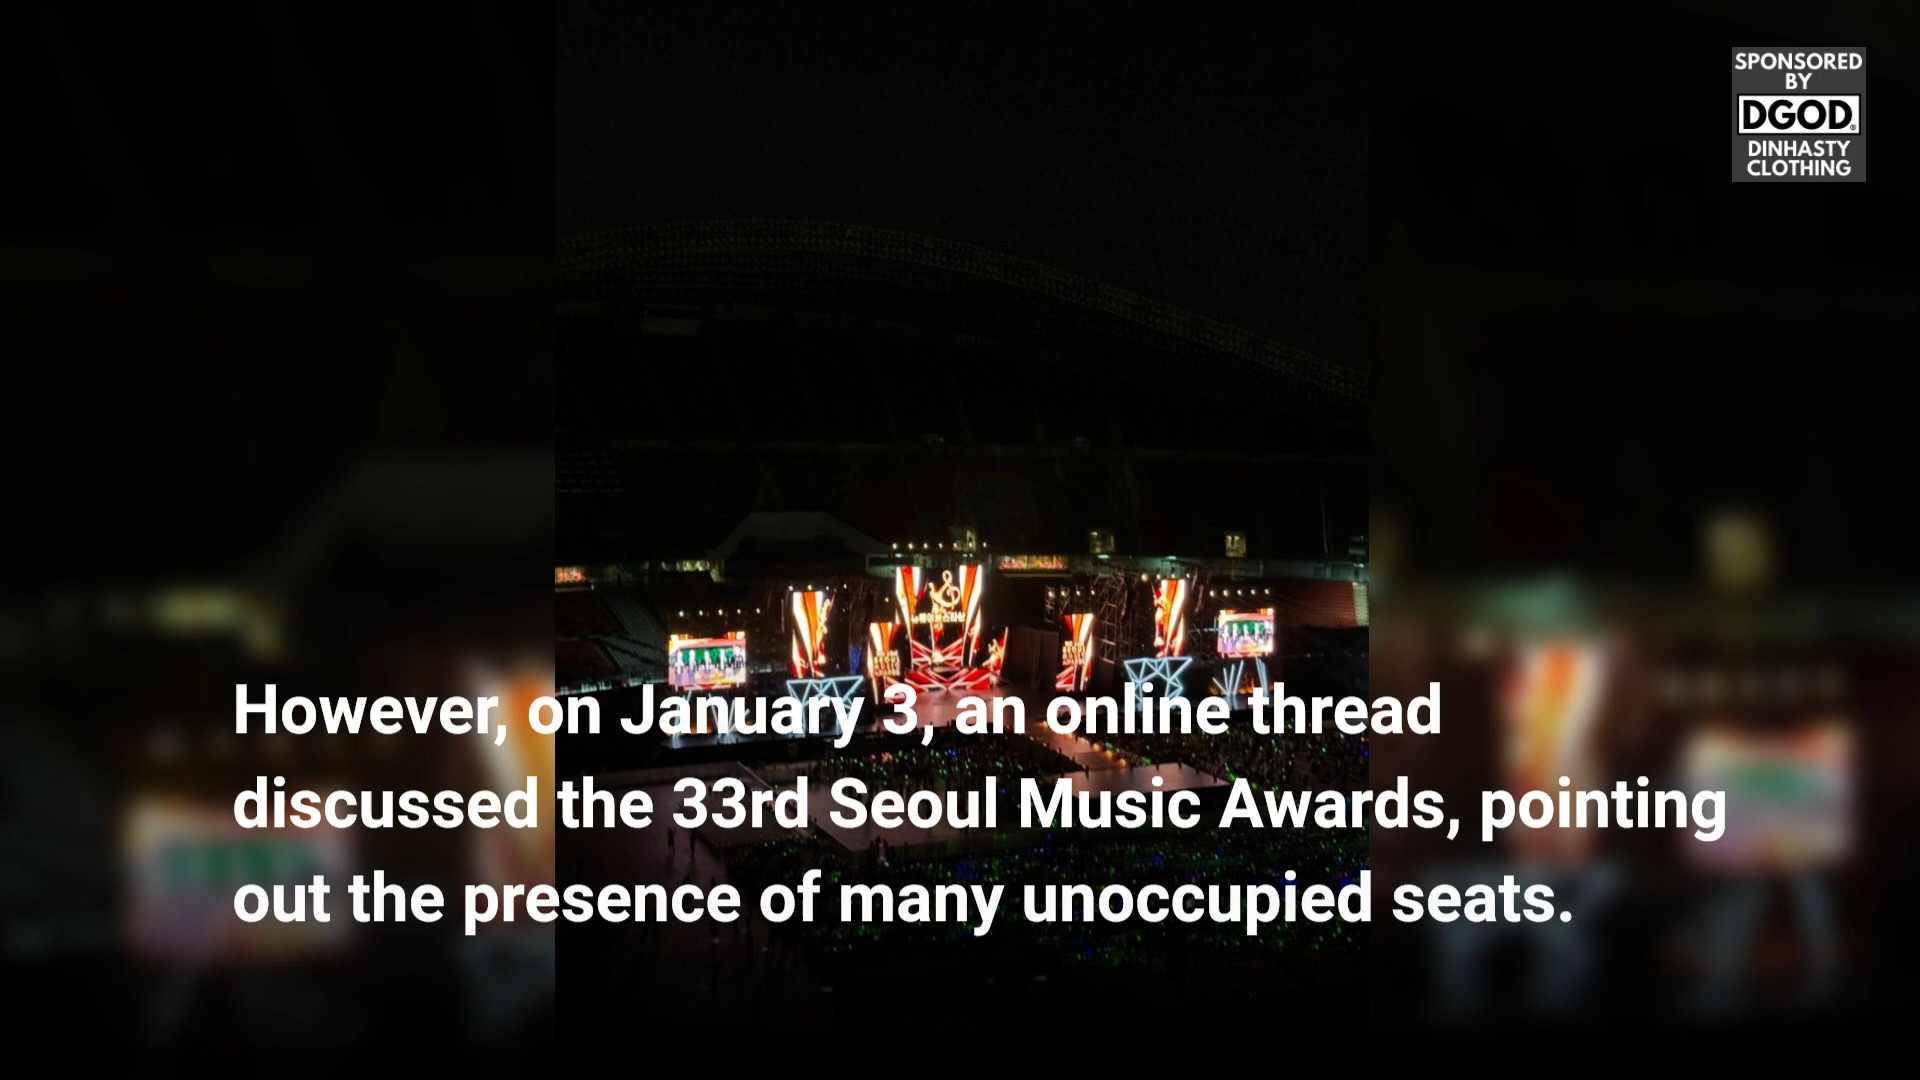 SPONSORED
BY
DGOD®
DINHASTY
CLOTHING
However, on January 3, an online thread
discussed the 33rd Seoul Music Awards, pointing
out the presence of many unoccupied seats.